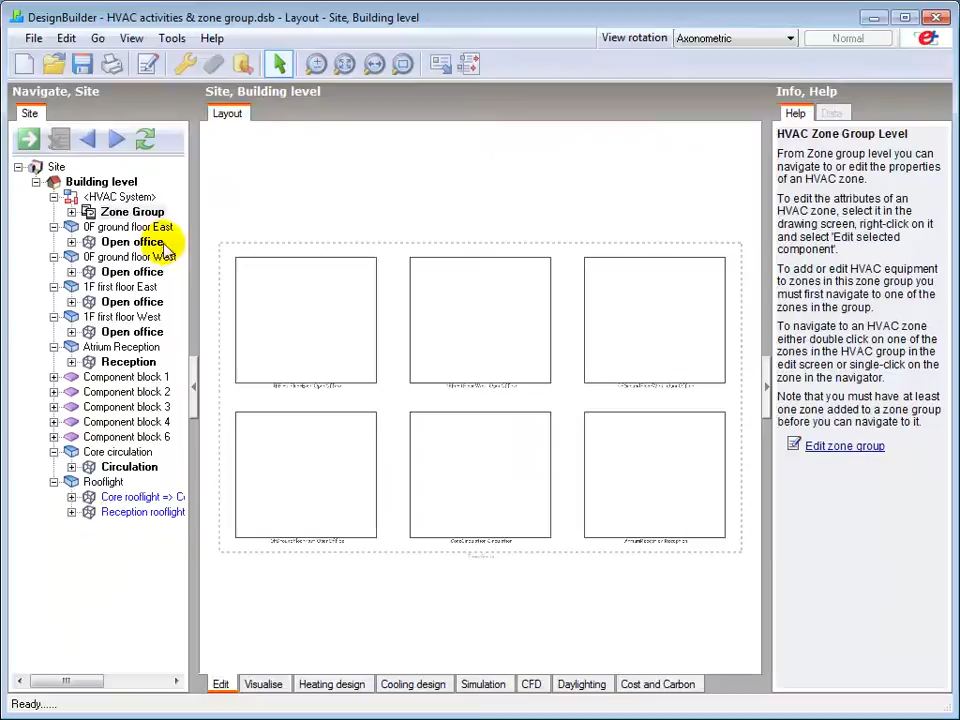 DesignBuilder - HVAC activities & zone group.dsb - Layout - Site, Building level
File Edit Go View Tools Help
View rotation Axonometric Normal
Navigate, Site
Site, Building level
Info, Help
Site
Layout
Help Data
Site
Building level
<HVAC System>
Zone Group
0F ground floor East
Open office
0F ground floor West
Open office
1F first floor East
Open office
1F first floor West
Open office
Atrium Reception
Reception
Component block 1
Component block 2
Component block 3
Component block 4
Component block 6
Core circulation
Circulation
Rooflight
Core rooflight => C
Reception rooflight
HVAC Zone Group Level
From Zone group level you can
navigate to or edit the properties
of an HVAC zone.
To edit the attributes of an
HVAC zone, select it in the
drawing screen, right-click on it
and select 'Edit selected
component'.
To add or edit HVAC equipment
to zones in this zone group you
must first navigate to one of the
zones in the group.
To navigate to an HVAC zone
either double click on one of the
zones in the HVAC group in the
edit screen or single-click on the
zone in the navigator.
Note that you must have at least
one zone added to a zone group
before you can navigate to it.
Edit zone group
Edit Visualise Heating design Cooling design Simulation CFD Daylighting Cost and Carbon
Ready......